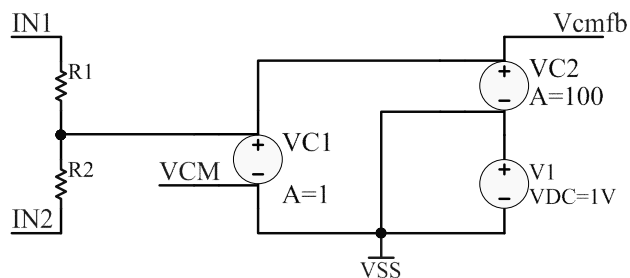 IN1
Vcmfb
R1
VC2
A=100
VC1
R2
VCM
A=1
V1
VDC=1V
IN2
VSS